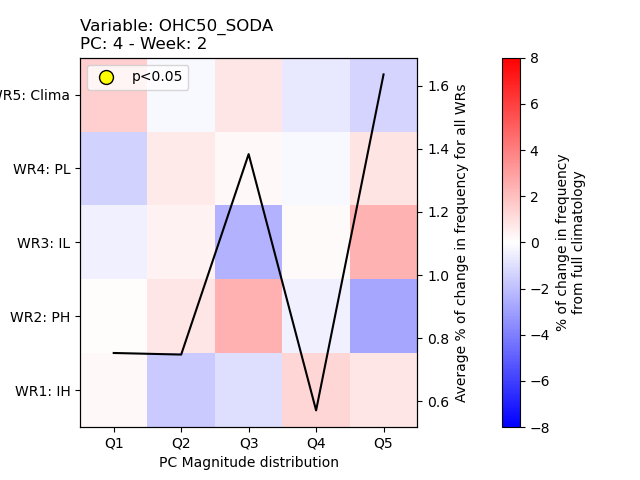 Variable: OHC50_SODA
PC: 4 - Week: 2
p<0.05
R5: Clima
WR4: PL
WR3: IL
WR2: PH
WR1: IH
Q1 Q2 Q3 Q4 Q5
PC Magnitude distribution
1.6
1.4
1.2
1.0
0.8
0.6
Average % of change in frequency for all WRs
8
6
4
2
0
−2
−4
−6
−8
% of change in frequency
from full climatology